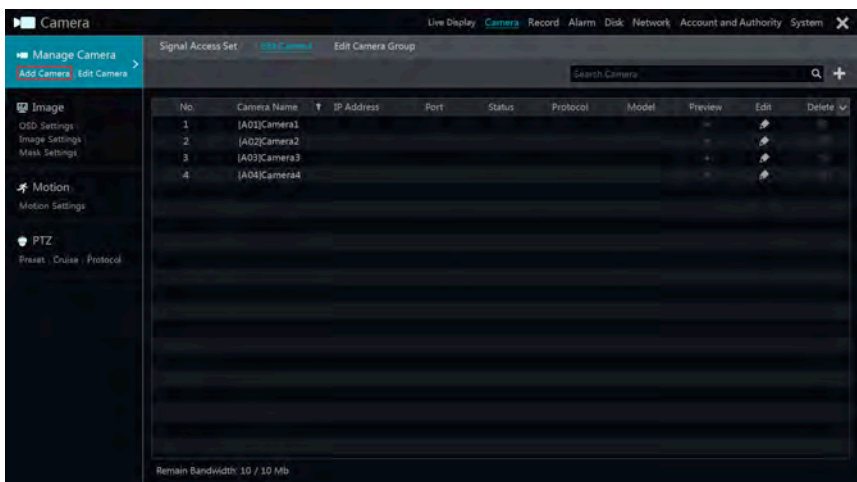 Camera
Live Display Camera Record Alarm Disk Network Account and Authority System X
Manage Camera
Add Camera Edit Camera
Signal Access Set Edit Camera Edit Camera Group
Search Camera
Image
OSD Settings
Image Settings
Mask Settings
Motion
Motion Settings
PTZ
Preset Cruise Protocol
No. Camera Name IP Address Port Status Protocol Model Preview Edit Delete
1 [A01]Camera1
2 [A02]Camera2
3 [A03]Camera3
4 [A04]Camera4
Remain Bandwidth: 10 / 10 Mb